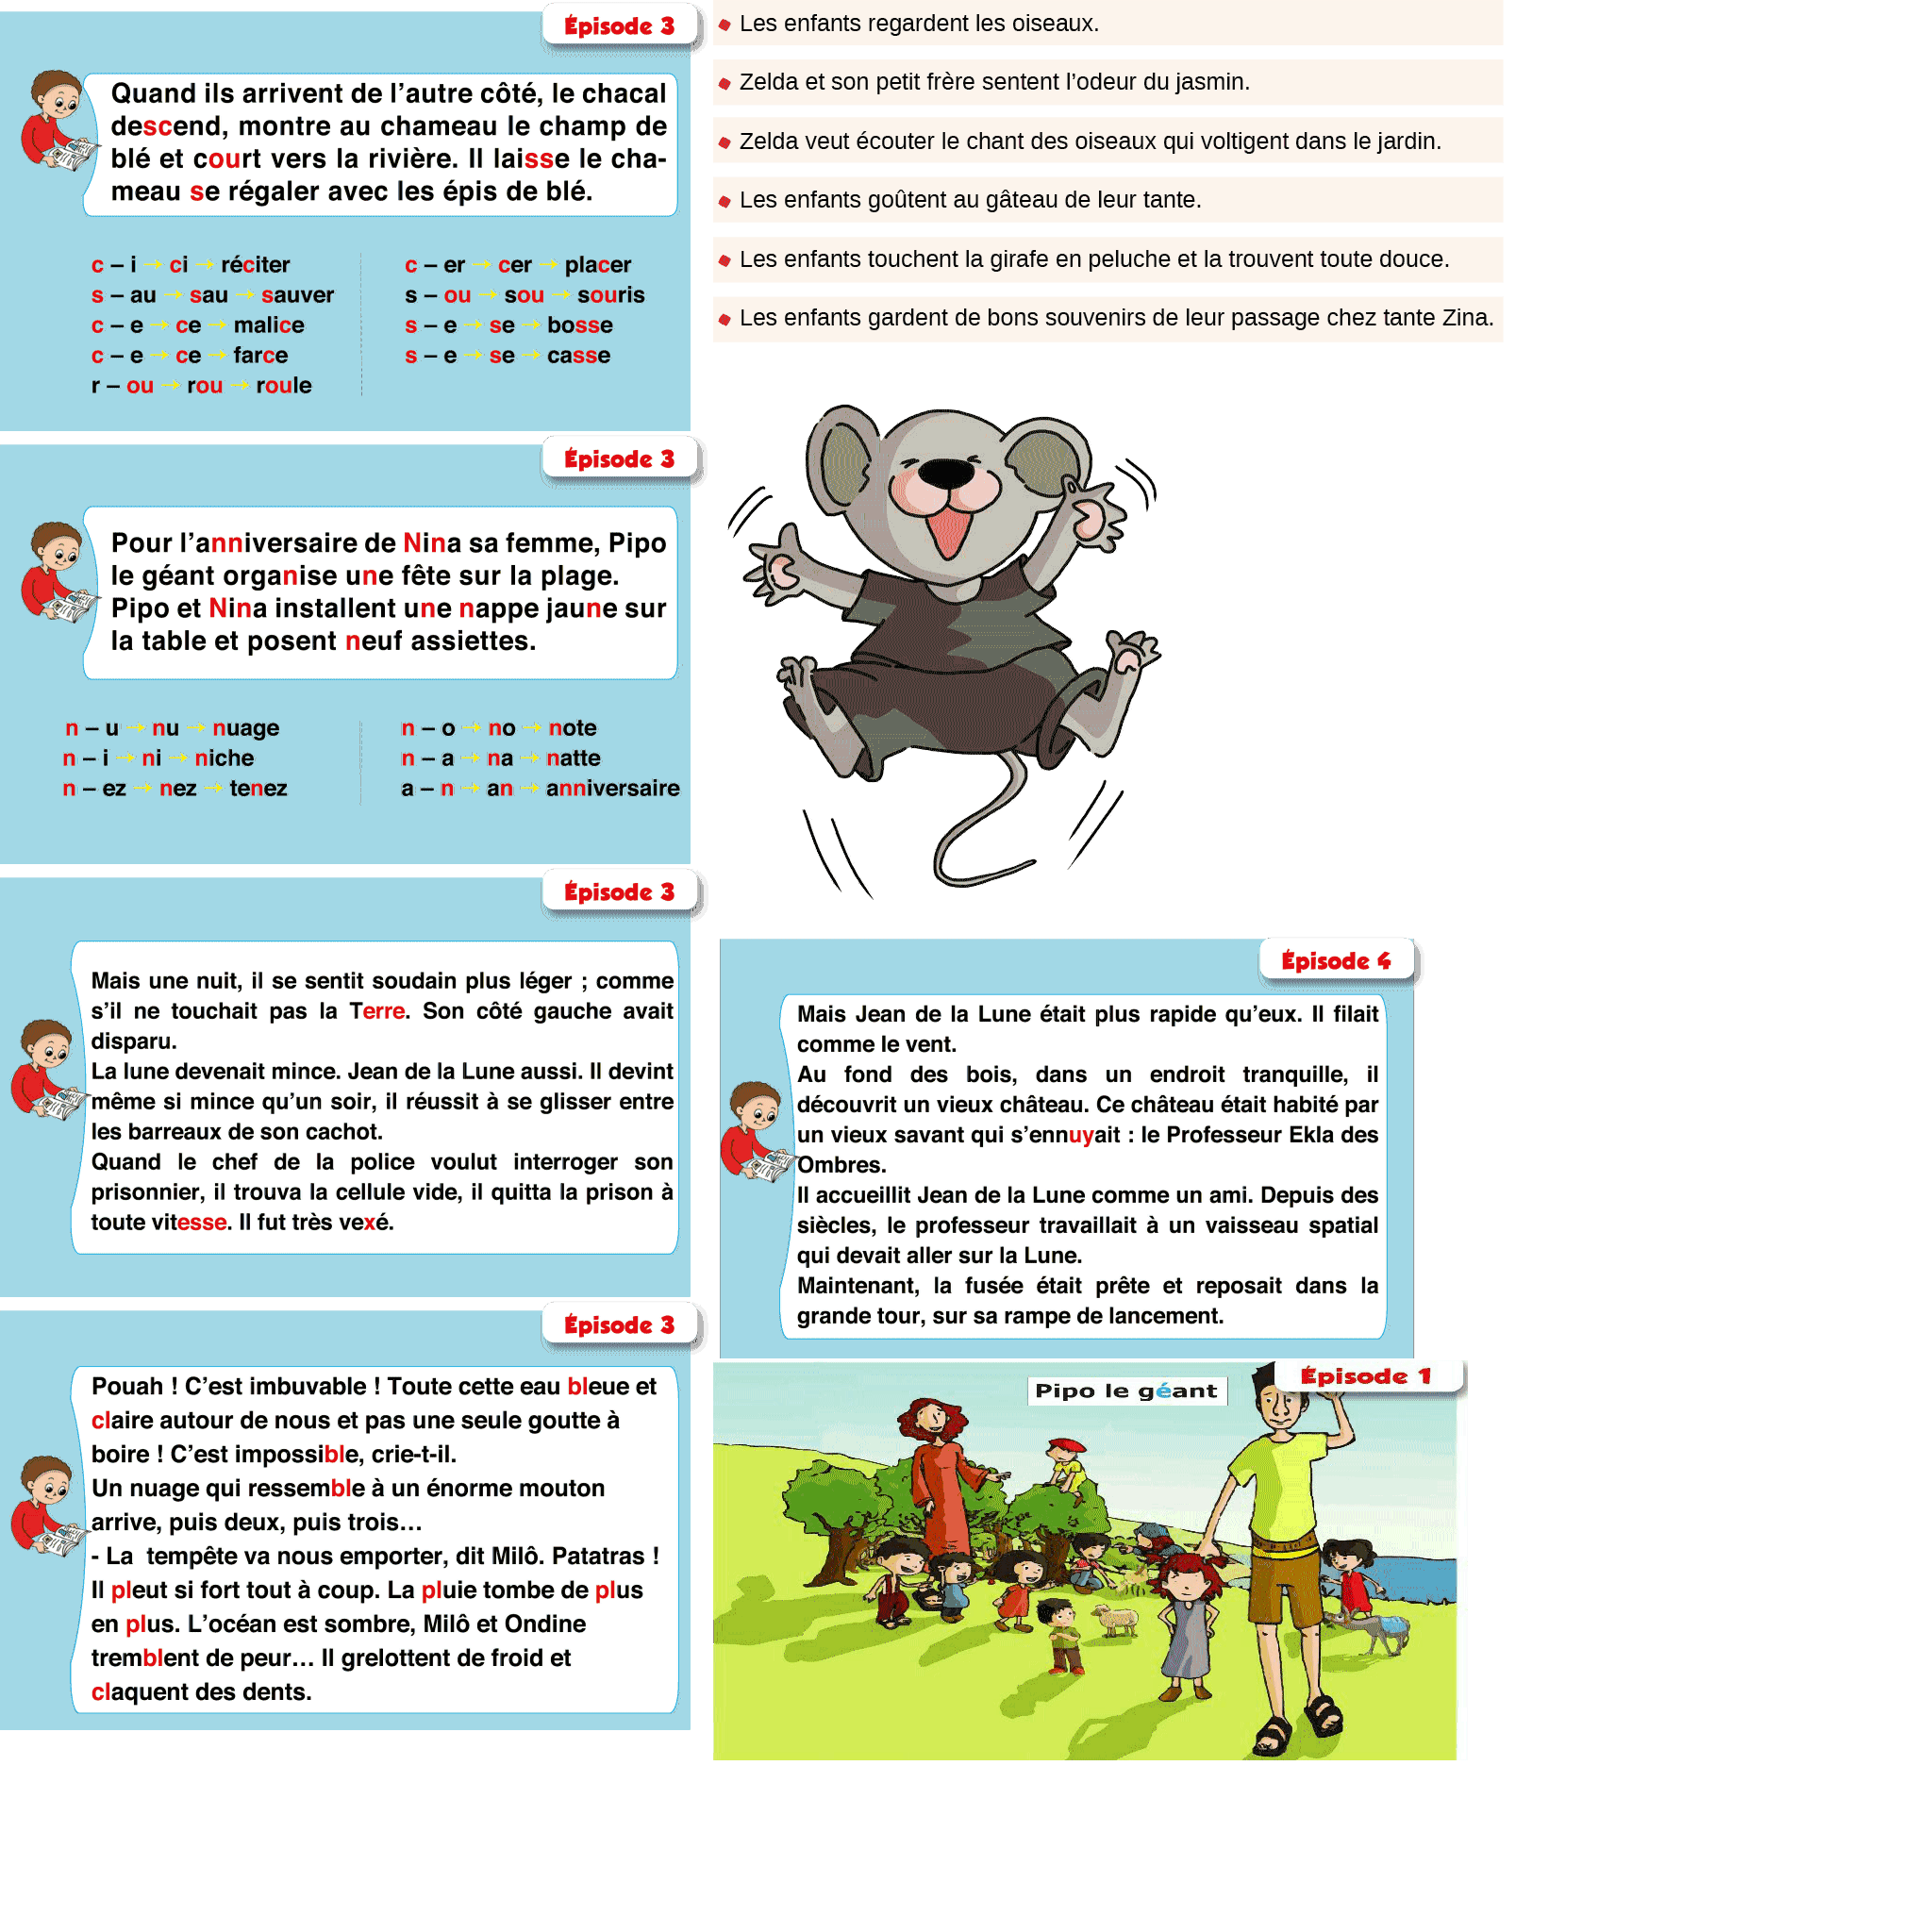 Épisode 3
Quand ils arrivent de l'autre côté, le chacal
descend, montre au chameau le champ de
blé et court vers la rivière. Il laisse le cha-
meau se régaler avec les épis de blé.
c – i → ci → réciter
s – au → sau → sauver
c – e → ce → malice
c – e → ce → farce
r – ou → rou → roule
c – er → cer → placer
s – ou → sou → souris
s – e → se → bosse
s – e → se → casse
Épisode 3
Pour l'anniversaire de Nina sa femme, Pipo
le géant organise une fête sur la plage.
Pipo et Nina installent une nappe jaune sur
la table et posent neuf assiettes.
n – u → nu → nuage
n – i → ni → niche
n – ez → nez → tenez
n – o → no → note
n – a → na → natte
a – n → an → anniversaire
Épisode 3
Mais une nuit, il se sentit soudain plus léger ; comme
s'il ne touchait pas la Terre. Son côté gauche avait
disparu.
La lune devenait mince. Jean de la Lune aussi. Il devint
même si mince qu'un soir, il réussit à se glisser entre
les barreaux de son cachot.
Quand le chef de la police voulut interroger son
prisonnier, il trouva la cellule vide, il quitta la prison à
toute vitesse. Il fut très vexé.
Épisode 3
Pouah ! C'est imbuvable ! Toute cette eau bleue et
claire autour de nous et pas une seule goutte à
boire ! C'est impossible, crie-t-il.
Un nuage qui ressemble à un énorme mouton
arrive, puis deux, puis trois…
- La tempête va nous emporter, dit Milô. Patatras !
Il pleut si fort tout à coup. La pluie tombe de plus
en plus. L'océan est sombre, Milô et Ondine
tremblent de peur… Il grelottent de froid et
claquent des dents.
Les enfants regardent les oiseaux.
Zelda et son petit frère sentent l'odeur du jasmin.
Zelda veut écouter le chant des oiseaux qui voltigent dans le jardin.
Les enfants goûtent au gâteau de leur tante.
Les enfants touchent la girafe en peluche et la trouvent toute douce.
Les enfants gardent de bons souvenirs de leur passage chez tante Zina.
Épisode 4
Mais Jean de la Lune était plus rapide qu'eux. Il filait
comme le vent.
Au fond des bois, dans un endroit tranquille, il
découvrit un vieux château. Ce château était habité par
un vieux savant qui s'ennuyait : le Professeur Ekla des
Ombres.
Il accueillit Jean de la Lune comme un ami. Depuis des
siècles, le professeur travaillait à un vaisseau spatial
qui devait aller sur la Lune.
Maintenant, la fusée était prête et reposait dans la
grande tour, sur sa rampe de lancement.
Épisode 1
Pipo le géant